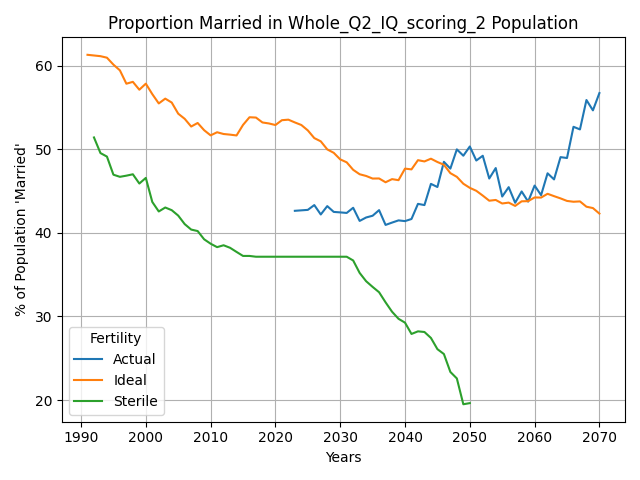 Proportion Married in Whole_Q2_IQ_scoring_2 Population
% of Population 'Married'
60
50
40
30
20
Fertility
Actual
Ideal
Sterile
1990 2000 2010 2020 2030 2040 2050 2060 2070
Years